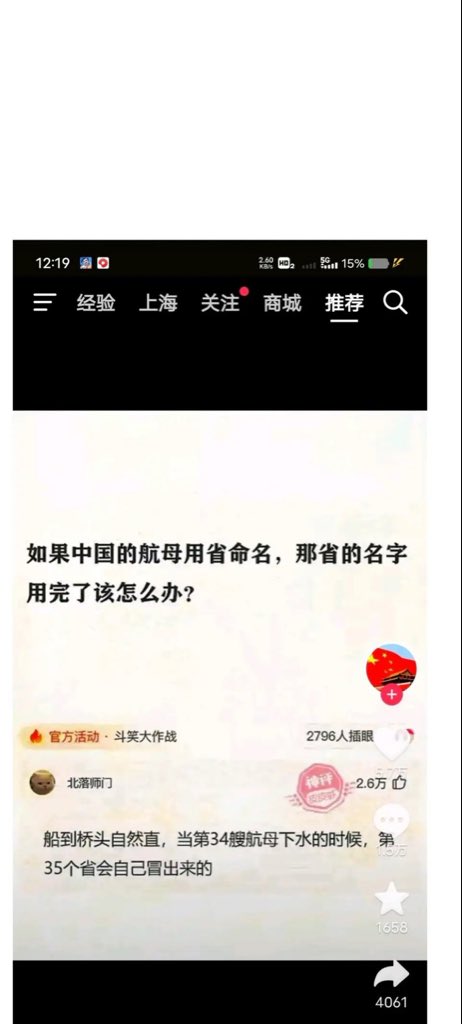 12:19 2.60 KB/s HD 2 5G 15%
经验 上海 关注 商城 推荐
如果中国的航母用省命名，那省的名字
用完了该怎么办?
官方活动 · 斗笑大作战 2796人插眼
北落师门 神评 2.6万
船到桥头自然直，当第34艘航母下水的时候，第
35个省会自己冒出来的
1658
4061